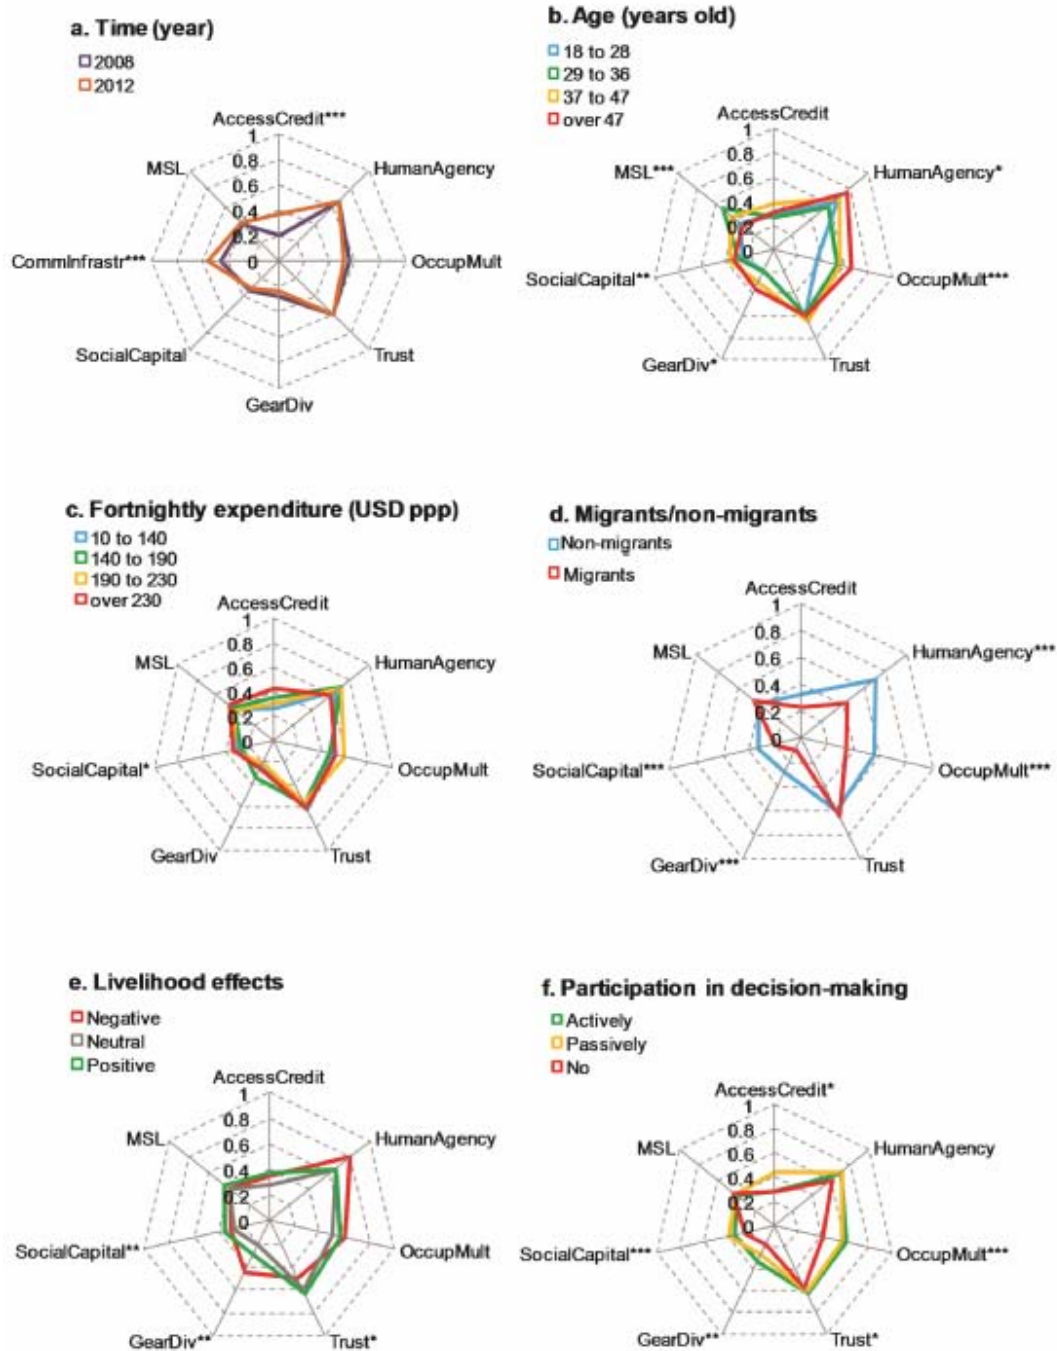 a. Time (year)
2008
2012
AccessCredit***
HumanAgency
OccupMult
Trust
GearDiv
SocialCapital
CommInfrastr***
MSL
1
0.8
0.6
0.4
0.2
0
b. Age (years old)
18 to 28
29 to 36
37 to 47
over 47
AccessCredit
HumanAgency*
OccupMult***
Trust
GearDiv*
SocialCapital**
MSL***
1
0.8
0.6
0.4
0.2
0
c. Fortnightly expenditure (USD ppp)
10 to 140
140 to 190
190 to 230
over 230
AccessCredit
HumanAgency
OccupMult
Trust
GearDiv
SocialCapital*
MSL
1
0.8
0.6
0.4
0.2
0
d. Migrants/non-migrants
Non-migrants
Migrants
AccessCredit
HumanAgency***
OccupMult***
Trust
GearDiv***
SocialCapital***
MSL
1
0.8
0.6
0.4
0.2
0
e. Livelihood effects
Negative
Neutral
Positive
AccessCredit
HumanAgency
OccupMult
Trust*
GearDiv**
SocialCapital**
MSL
1
0.8
0.6
0.4
0.2
0
f. Participation in decision-making
Actively
Passively
No
AccessCredit*
HumanAgency
OccupMult***
Trust*
GearDiv**
SocialCapital***
MSL
1
0.8
0.6
0.4
0.2
0